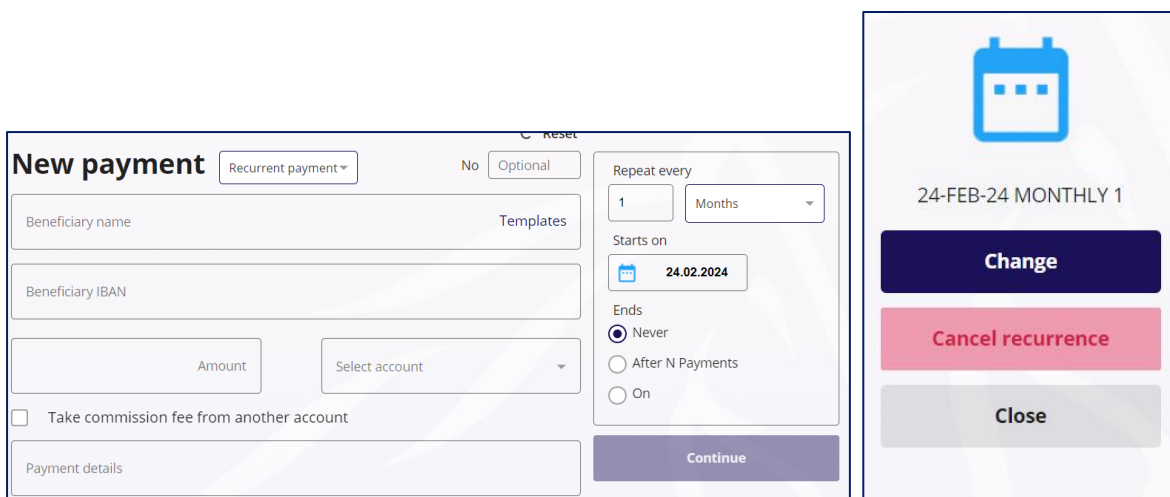 Reset
New payment
Recurrent payment
No
Optional
Beneficiary name
Templates
Beneficiary IBAN
Amount
Select account
Take commission fee from another account
Payment details
Repeat every
1
Months
Starts on
24.02.2024
Ends
Never
After N Payments
On
Continue
24-FEB-24 MONTHLY 1
Change
Cancel recurrence
Close